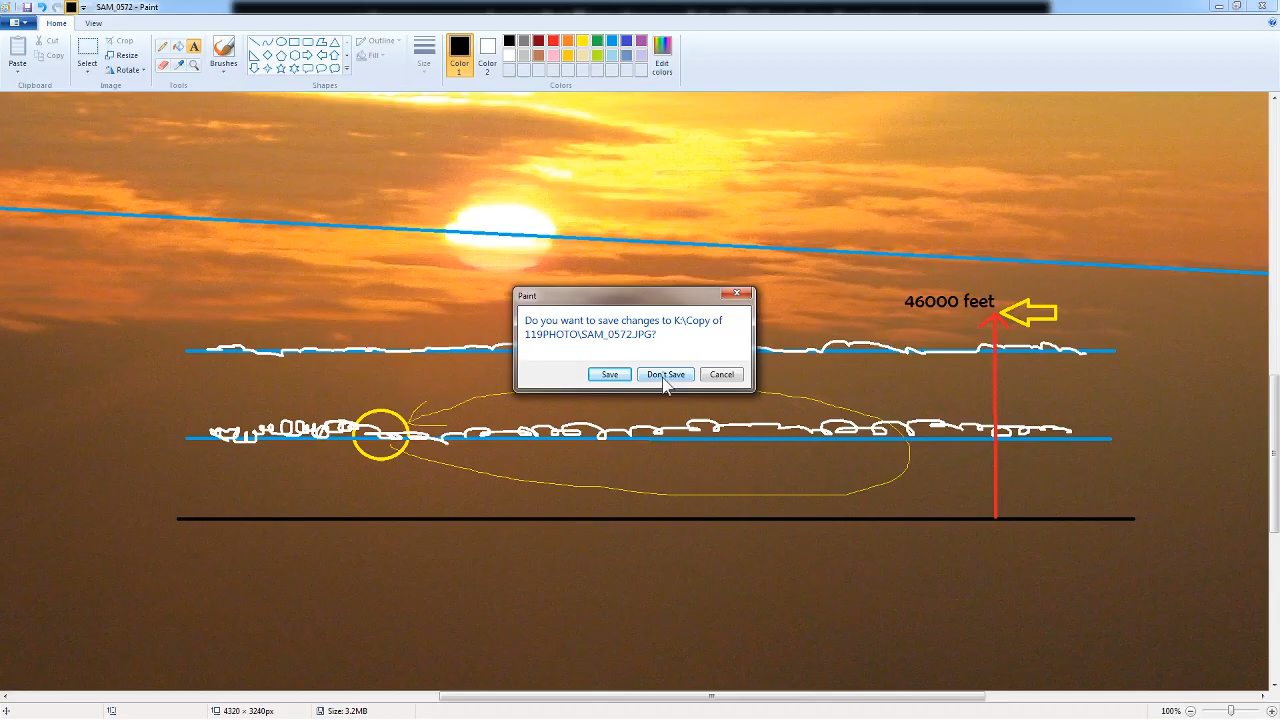 SAM_0572 - Paint
Home View
Paste
Cut
Copy
Clipboard
Select
Crop
Resize
Rotate
Image
A
Tools
Brushes
Shapes
Outline
Fill
Size
Color 1
Color 2
Edit colors
Colors
46000 feet
Paint
Do you want to save changes to K:\Copy of
119PHOTO\SAM_0572.JPG?
Save Don't Save Cancel
4320 × 3240px Size: 3.2MB 100%